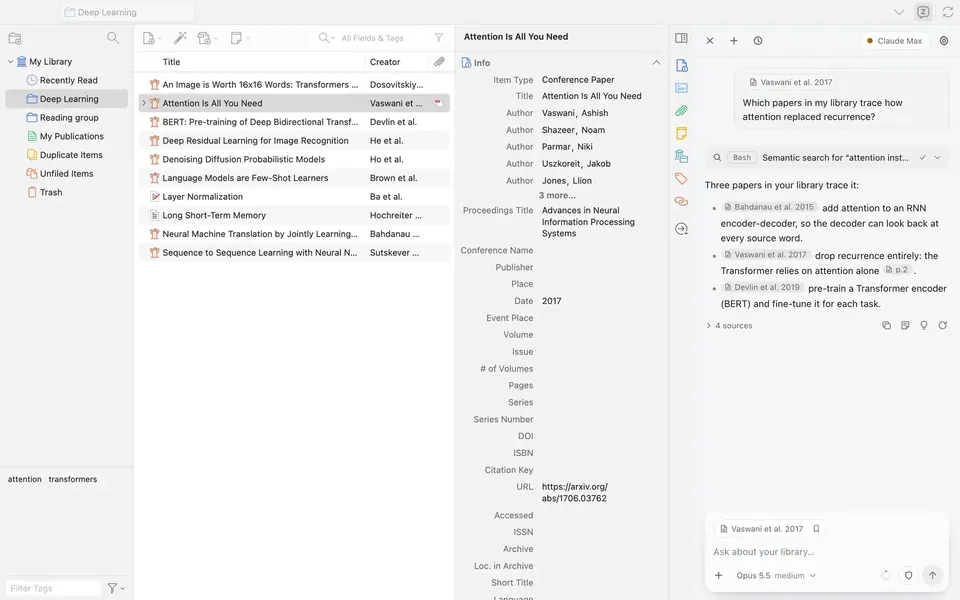 Deep Learning
My Library
Recently Read
Deep Learning
Reading group
My Publications
Duplicate Items
Unfiled Items
Trash
attention transformers
Filter Tags
All Fields & Tags
Title Creator
An Image is Worth 16x16 Words: Transformers ... Dosovitskiy...
Attention Is All You Need Vaswani et ...
BERT: Pre-training of Deep Bidirectional Transf... Devlin et al.
Deep Residual Learning for Image Recognition He et al.
Denoising Diffusion Probabilistic Models Ho et al.
Language Models are Few-Shot Learners Brown et al.
Layer Normalization Ba et al.
Long Short-Term Memory Hochreiter ...
Neural Machine Translation by Jointly Learning... Bahdanau ...
Sequence to Sequence Learning with Neural N... Sutskever ...
Attention Is All You Need
Info
Item Type Conference Paper
Title Attention Is All You Need
Author Vaswani, Ashish
Author Shazeer, Noam
Author Parmar, Niki
Author Uszkoreit, Jakob
Author Jones, Llion
3 more...
Proceedings Title Advances in Neural
Information Processing
Systems
Conference Name
Publisher
Place
Date 2017
Event Place
Volume
Issue
# of Volumes
Pages
Series
Series Number
DOI
ISBN
Citation Key
URL https://arxiv.org/
abs/1706.03762
Accessed
ISSN
Archive
Loc. in Archive
Short Title
Language
Claude Max
Vaswani et al. 2017
Which papers in my library trace how
attention replaced recurrence?
Bash Semantic search for “attention inst...
Three papers in your library trace it:
• Bahdanau et al. 2015 add attention to an RNN
encoder-decoder, so the decoder can look back at
every source word.
• Vaswani et al. 2017 drop recurrence entirely: the
Transformer relies on attention alone p.2 .
• Devlin et al. 2019 pre-train a Transformer encoder
(BERT) and fine-tune it for each task.
4 sources
Vaswani et al. 2017
Ask about your library...
Opus 5.5 medium